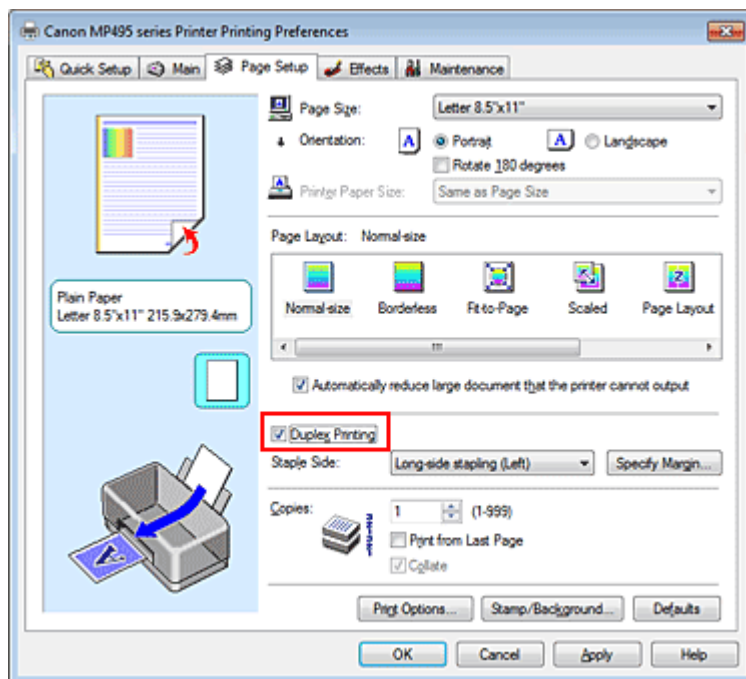 Canon MP495 series Printer Printing Preferences
Quick Setup Main Page Setup Effects Maintenance
Page Size: Letter 8.5"x11"
Orientation: A Portrait A Landscape
Rotate 180 degrees
Printer Paper Size: Same as Page Size
Page Layout: Normal-size
Normal-size Borderless Fit-to-Page Scaled Page Layout
Automatically reduce large document that the printer cannot output
Plain Paper
Letter 8.5"x11" 215.9x279.4mm
Duplex Printing
Staple Side: Long-side stapling (Left) Specify Margin...
Copies: 1 (1-999)
Print from Last Page
Collate
Print Options... Stamp/Background... Defaults
OK Cancel Apply Help